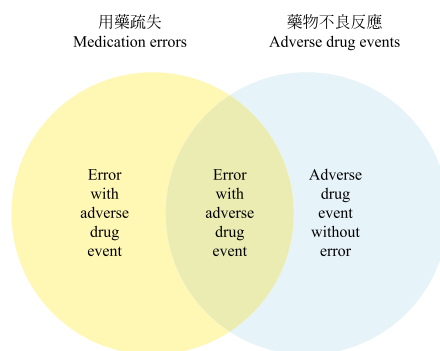 用藥疏失
Medication errors
藥物不良反應
Adverse drug events
Error
with
adverse
drug
event
Error
with
adverse
drug
event
Adverse
drug
event
without
error